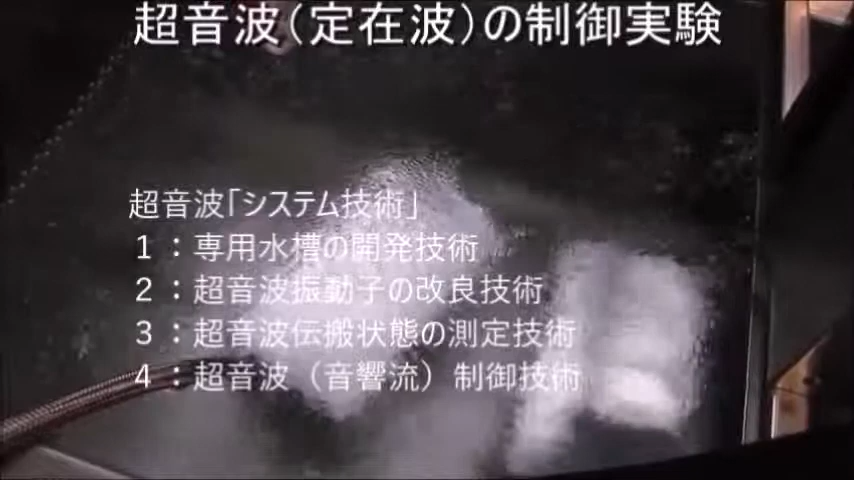 超音波（定在波）の制御実験
超音波「システム技術」
１：専用水槽の開発技術
２：超音波振動子の改良技術
３：超音波伝搬状態の測定技術
４：超音波（音響流）制御技術